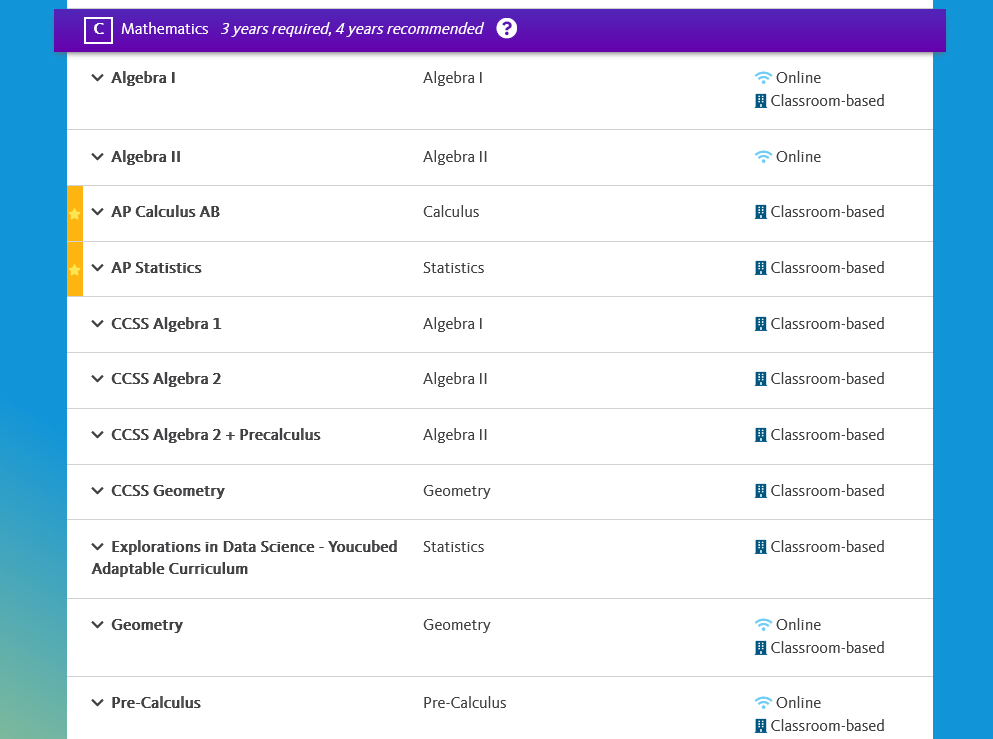 C Mathematics 3 years required, 4 years recommended ?
Algebra I Algebra I Online
Classroom-based
Algebra II Algebra II Online
AP Calculus AB Calculus Classroom-based
AP Statistics Statistics Classroom-based
CCSS Algebra 1 Algebra I Classroom-based
CCSS Algebra 2 Algebra II Classroom-based
CCSS Algebra 2 + Precalculus Algebra II Classroom-based
CCSS Geometry Geometry Classroom-based
Explorations in Data Science - Youcubed Statistics Classroom-based
Adaptable Curriculum
Geometry Geometry Online
Classroom-based
Pre-Calculus Pre-Calculus Online
Classroom-based